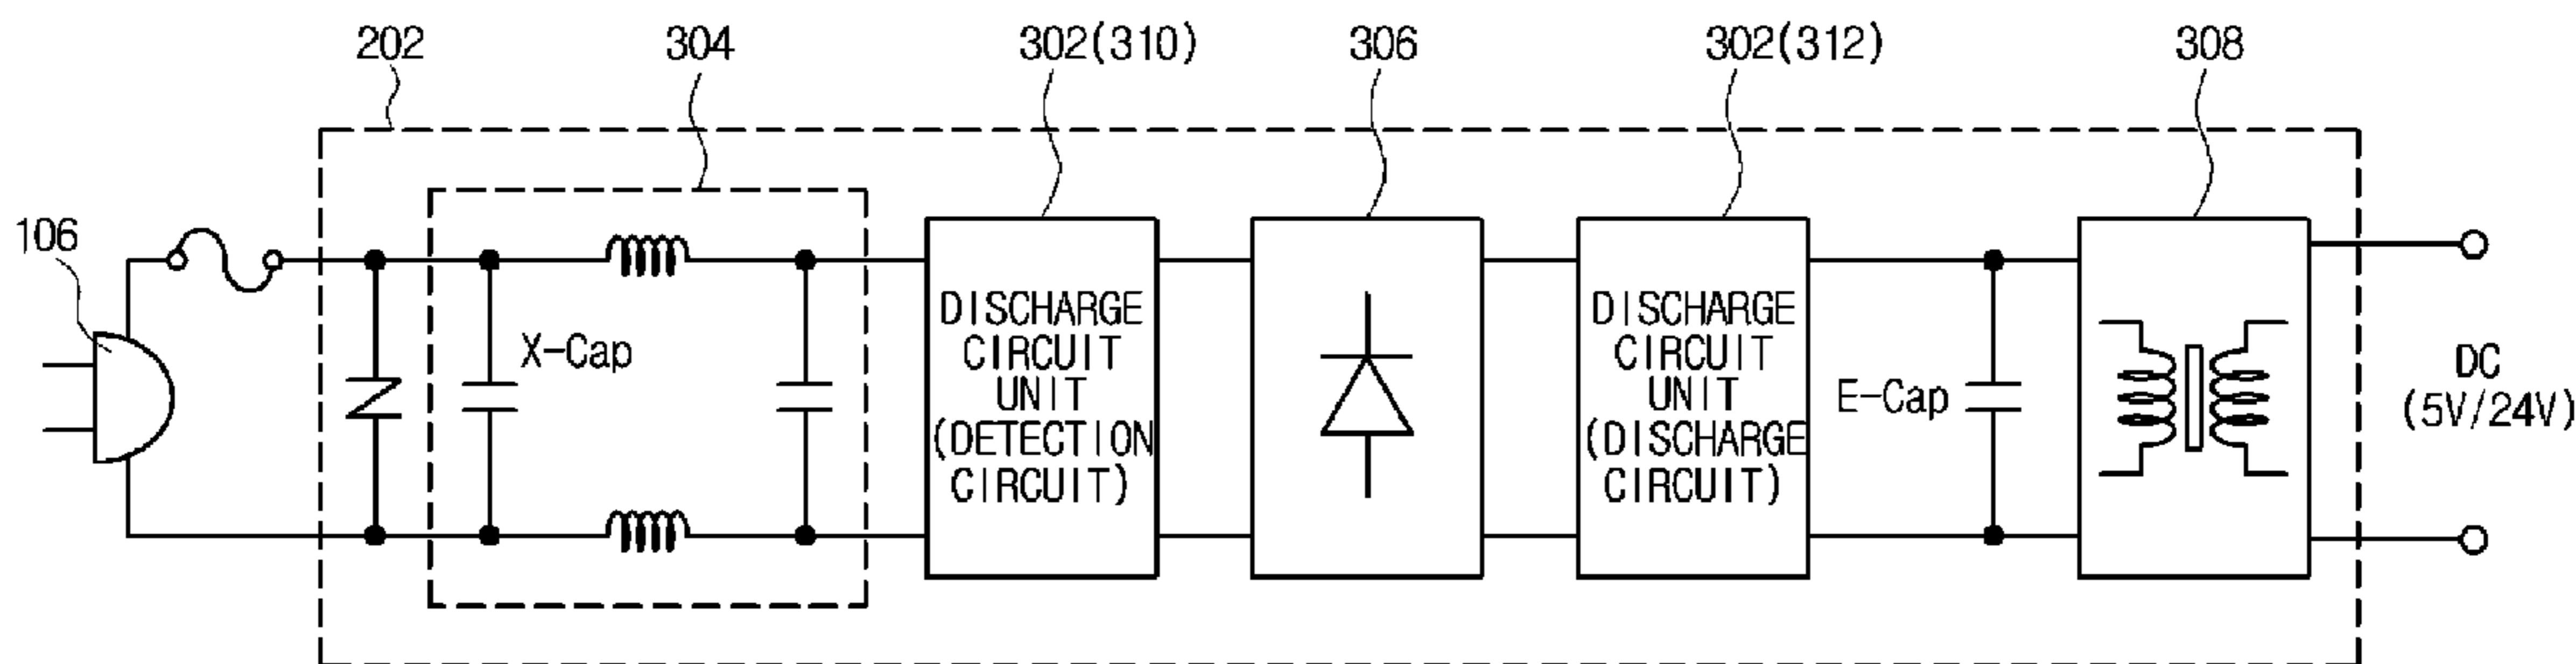 202
304
302(310)
306
302(312)
308
106
X-Cap
DISCHARGE
CIRCUIT
UNIT
(DETECTION
CIRCUIT)
DISCHARGE
CIRCUIT
UNIT
(DISCHARGE
CIRCUIT)
E-Cap
DC
(5V/24V)